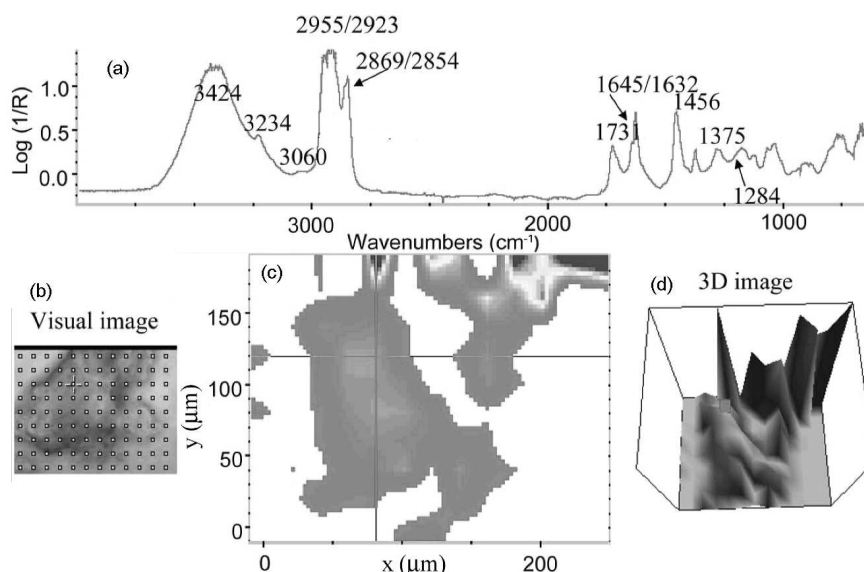 (a)
2955/2923
2869/2854
3424
3234
3060
1645/1632
1456
1731
1375
1284
Log (1/R)
1.0
0.5
0.0
3000 2000 1000
Wavenumbers (cm⁻¹)
(b)
Visual image
(c)
150
100
50
0
y (μm)
0 200
x (μm)
(d)
3D image